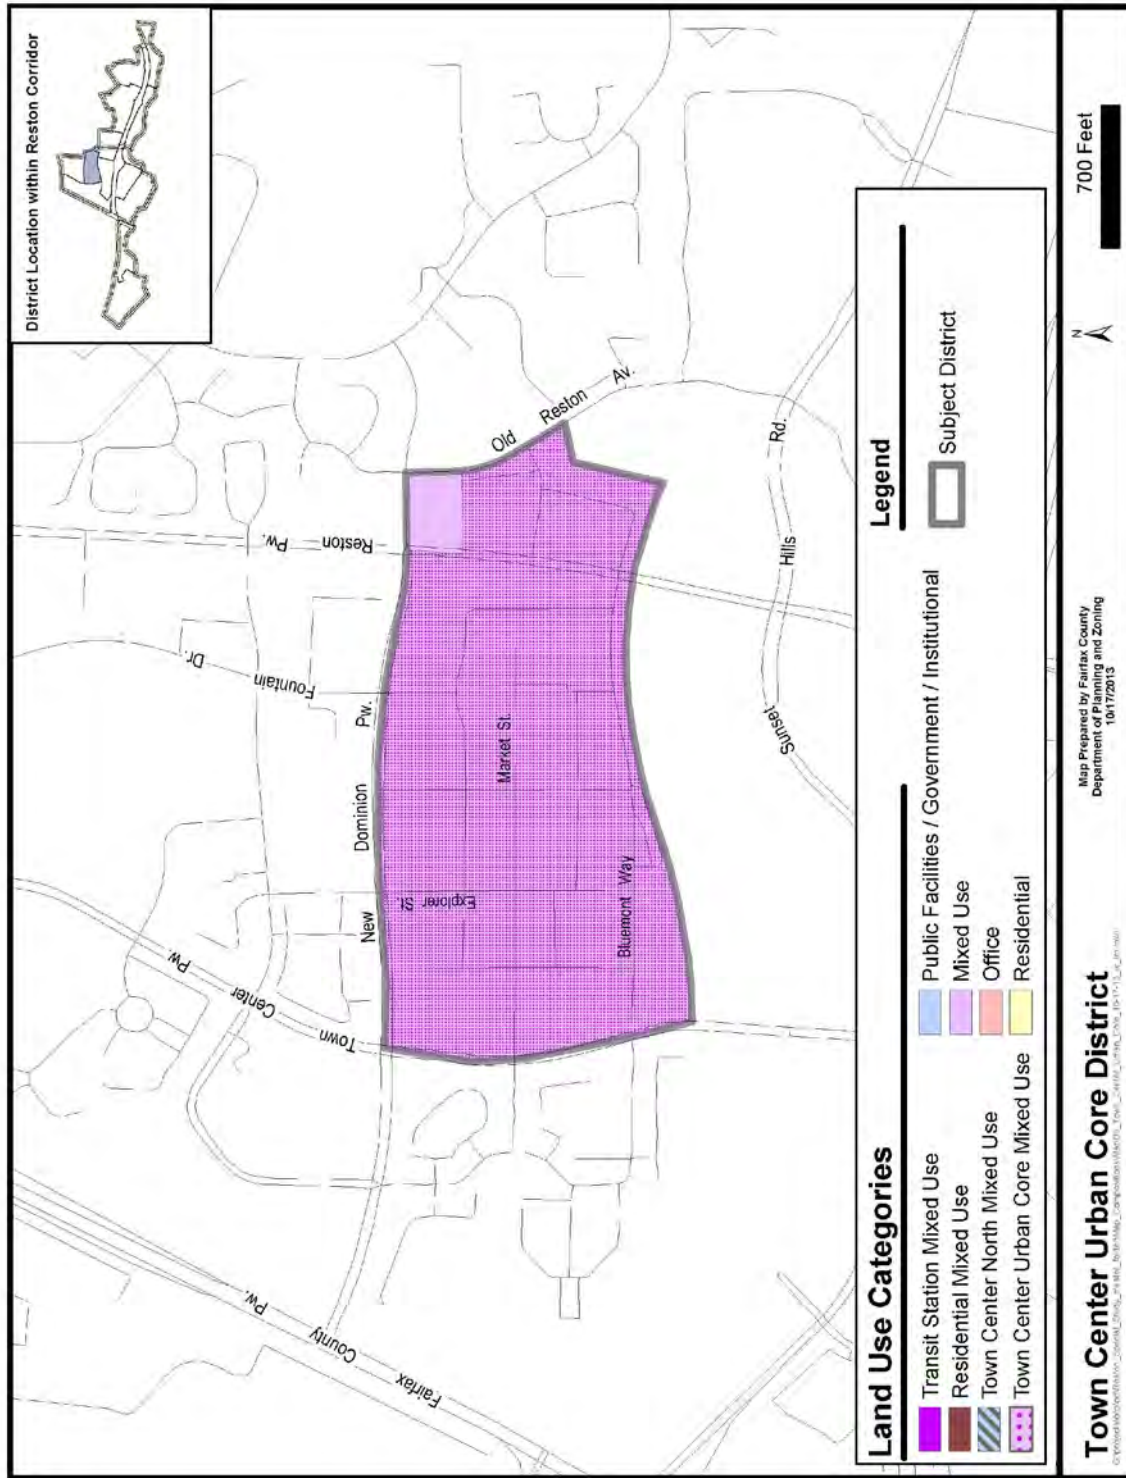 District Location within Reston Corridor
Fairfax
County
Pw.
Town
Center
Pw.
New
Dominion
Pw.
Fountain
Dr.
Reston
Pw.
Explorer St.
Market St.
Bluemont Way
Old
Reston
Av.
Sunset
Hills
Rd.
Land Use Categories
Transit Station Mixed Use
Residential Mixed Use
Town Center North Mixed Use
Town Center Urban Core Mixed Use
Public Facilities / Government / Institutional
Mixed Use
Office
Residential
Legend
Subject District
Town Center Urban Core District
Map Prepared by Fairfax County
Department of Planning and Zoning
10/17/2013
N
700 Feet